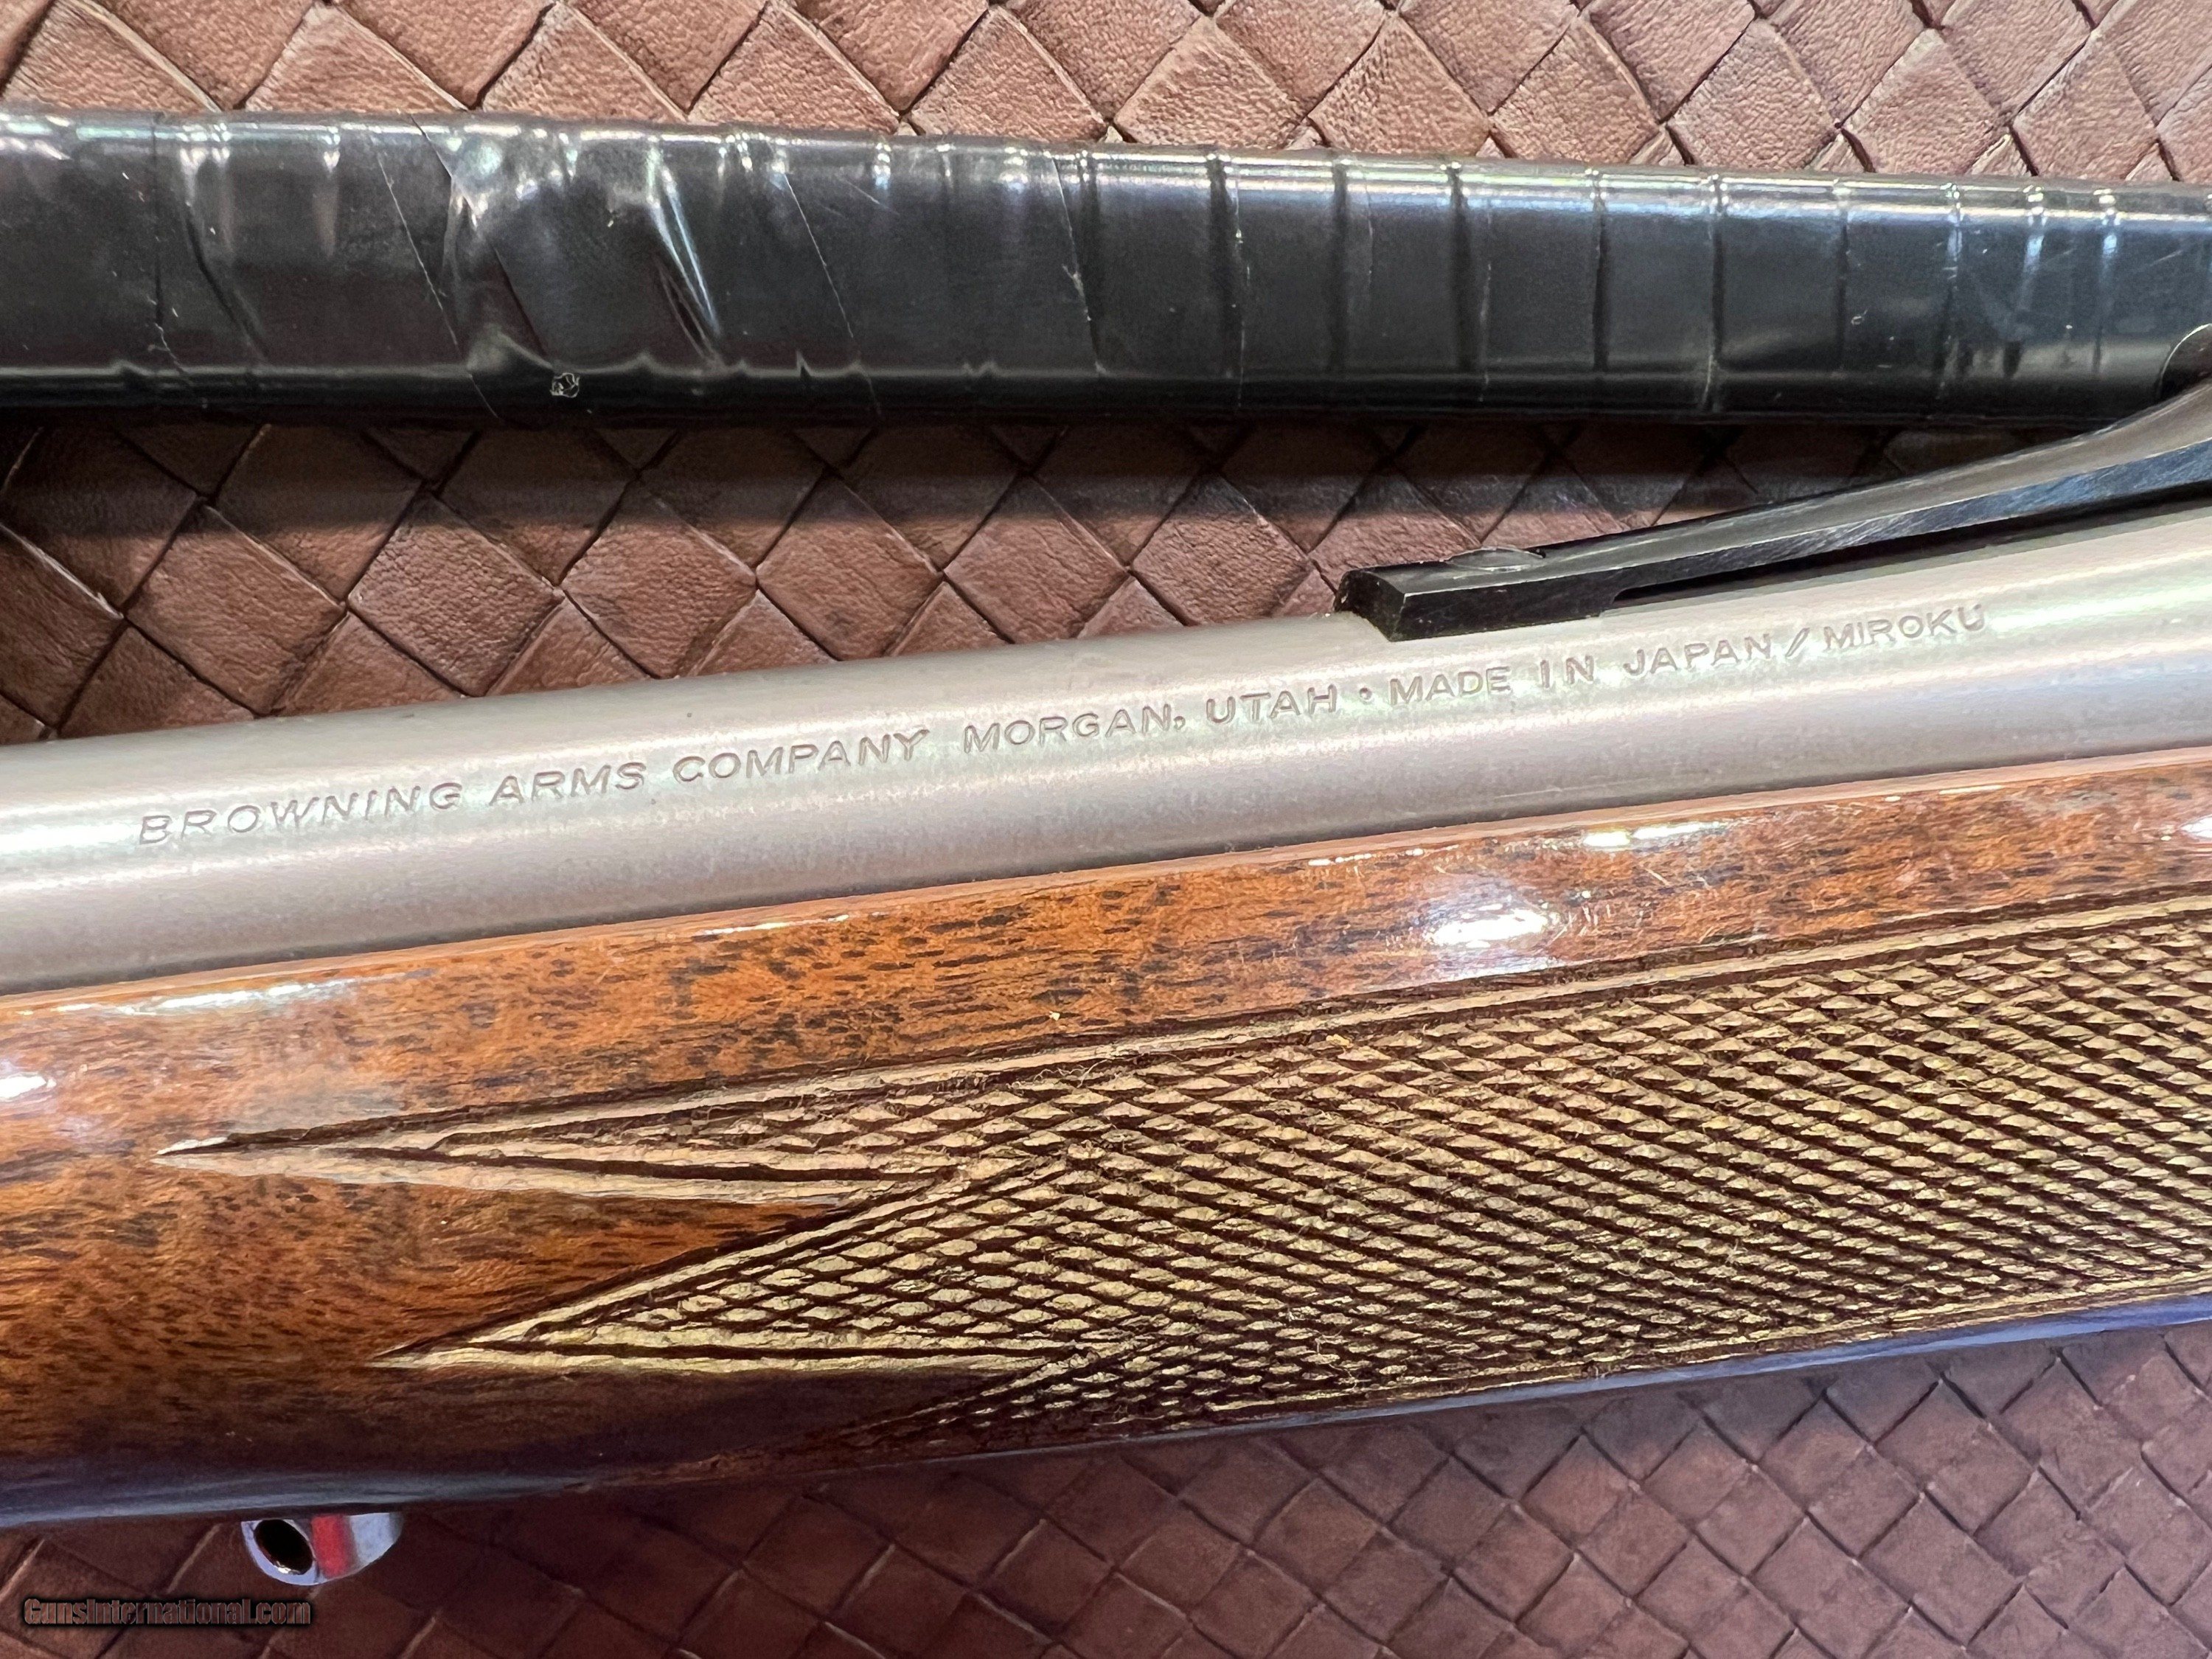 BROWNING ARMS COMPANY MORGAN, UTAH • MADE IN JAPAN / MIROKU
GunsInternational.com